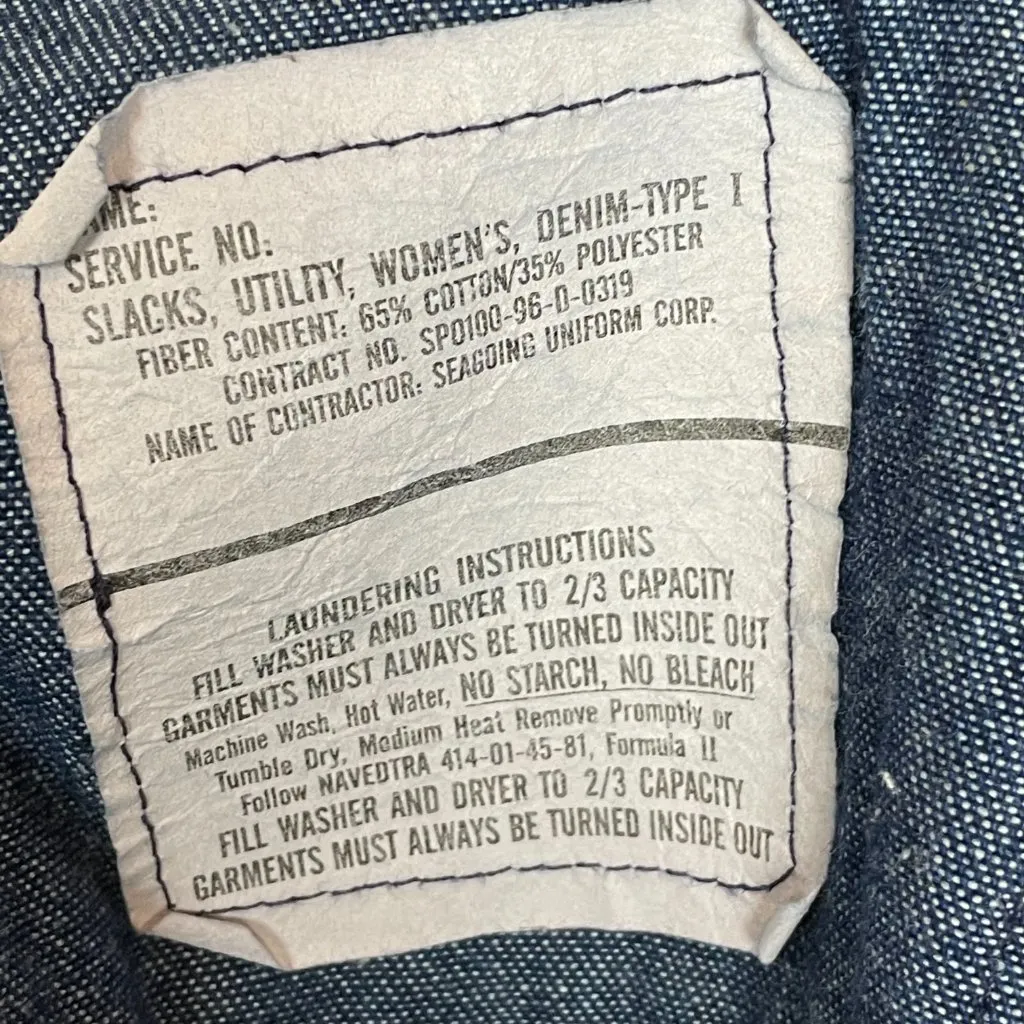 NAME:
SERVICE NO:
SLACKS, UTILITY, WOMEN'S, DENIM-TYPE I
FIBER CONTENT: 65% COTTON/35% POLYESTER
CONTRACT NO. SPO100-96-D-0319
NAME OF CONTRACTOR: SEAGOING UNIFORM CORP.
LAUNDERING INSTRUCTIONS
FILL WASHER AND DRYER TO 2/3 CAPACITY
GARMENTS MUST ALWAYS BE TURNED INSIDE OUT
Machine Wash, Hot Water, NO STARCH, NO BLEACH
Tumble Dry, Medium Heat Remove Promptly or
Follow NAVEDTRA 414-01-45-81, Formula II
FILL WASHER AND DRYER TO 2/3 CAPACITY
GARMENTS MUST ALWAYS BE TURNED INSIDE OUT